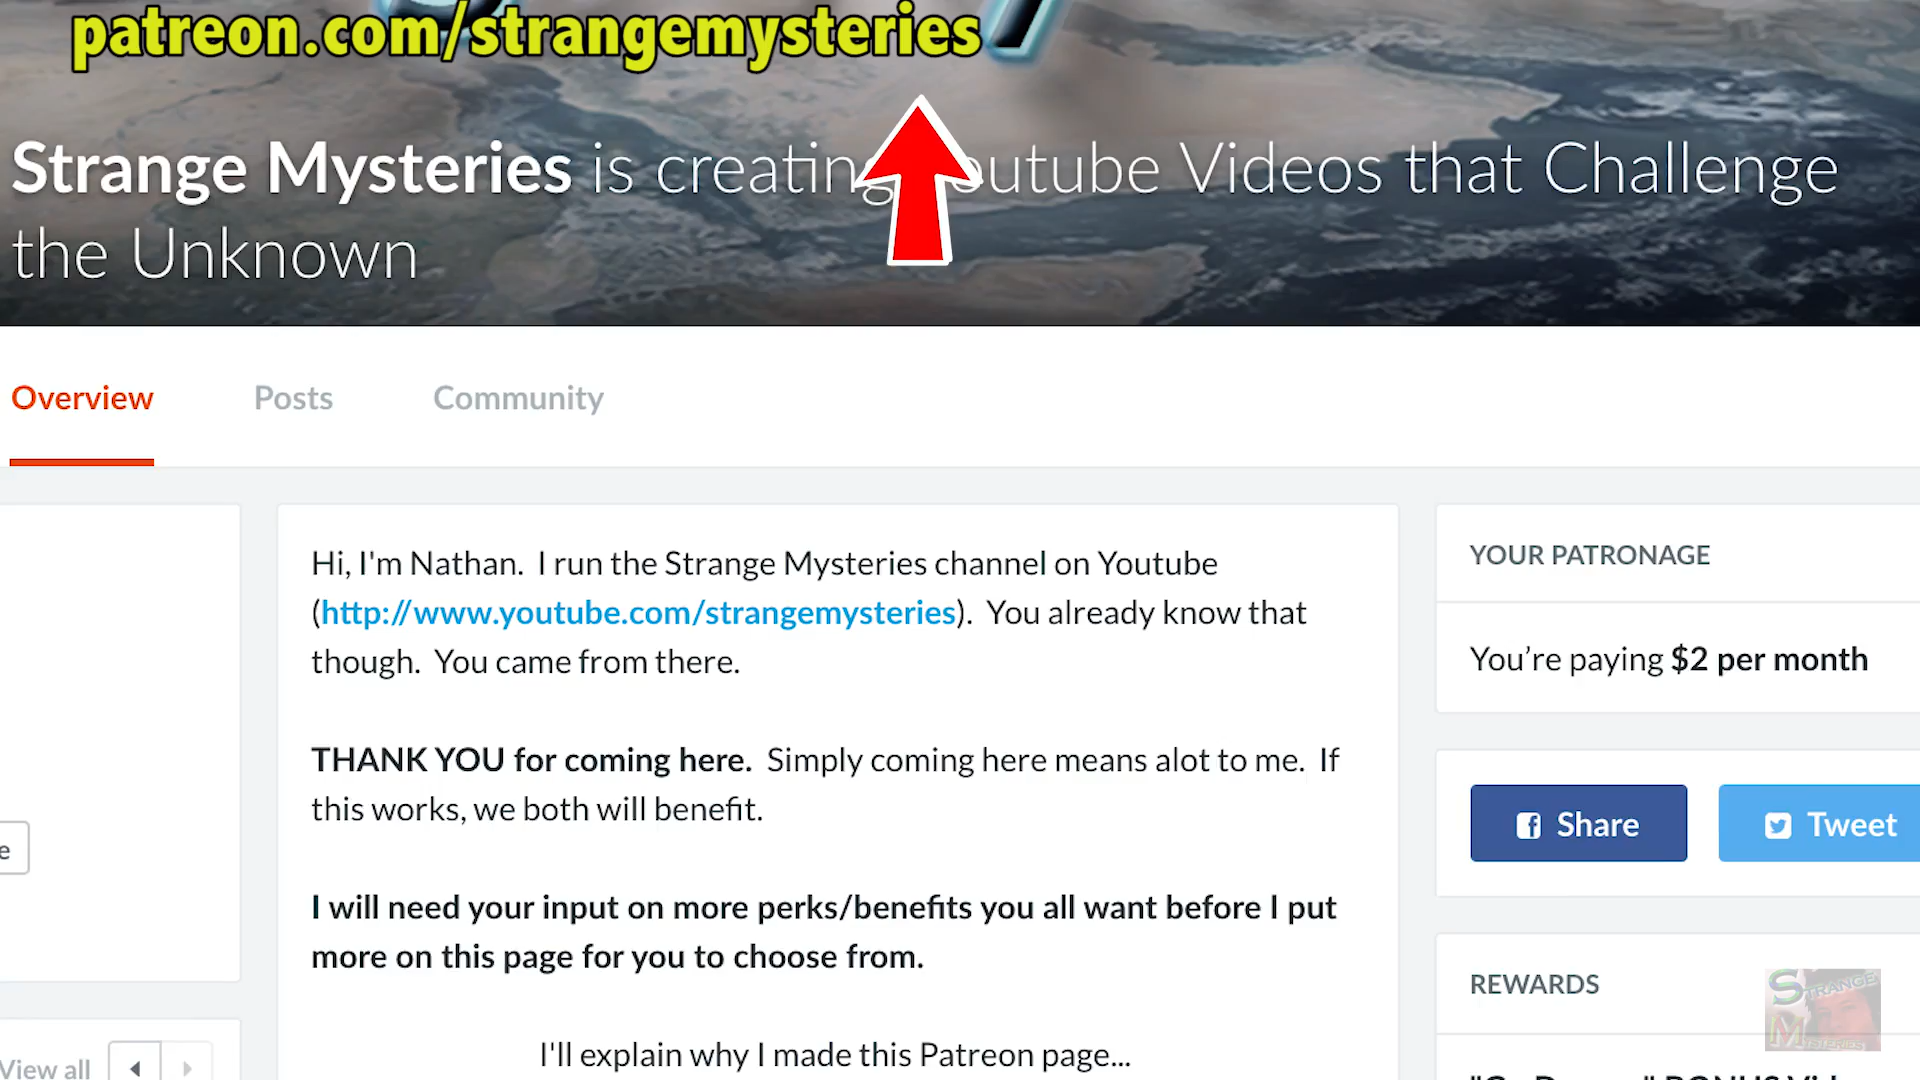 patreon.com/strangemysteries
Strange Mysteries is creating Youtube Videos that Challenge
the Unknown
Overview
Posts
Community
Hi, I'm Nathan.  I run the Strange Mysteries channel on Youtube
(http://www.youtube.com/strangemysteries).  You already know that
though.  You came from there.
THANK YOU for coming here.  Simply coming here means alot to me.  If
this works, we both will benefit.
I will need your input on more perks/benefits you all want before I put
more on this page for you to choose from.
I'll explain why I made this Patreon page...
View all
YOUR PATRONAGE
You're paying $2 per month
Share
Tweet
REWARDS
STRANGE
MYSTERIES